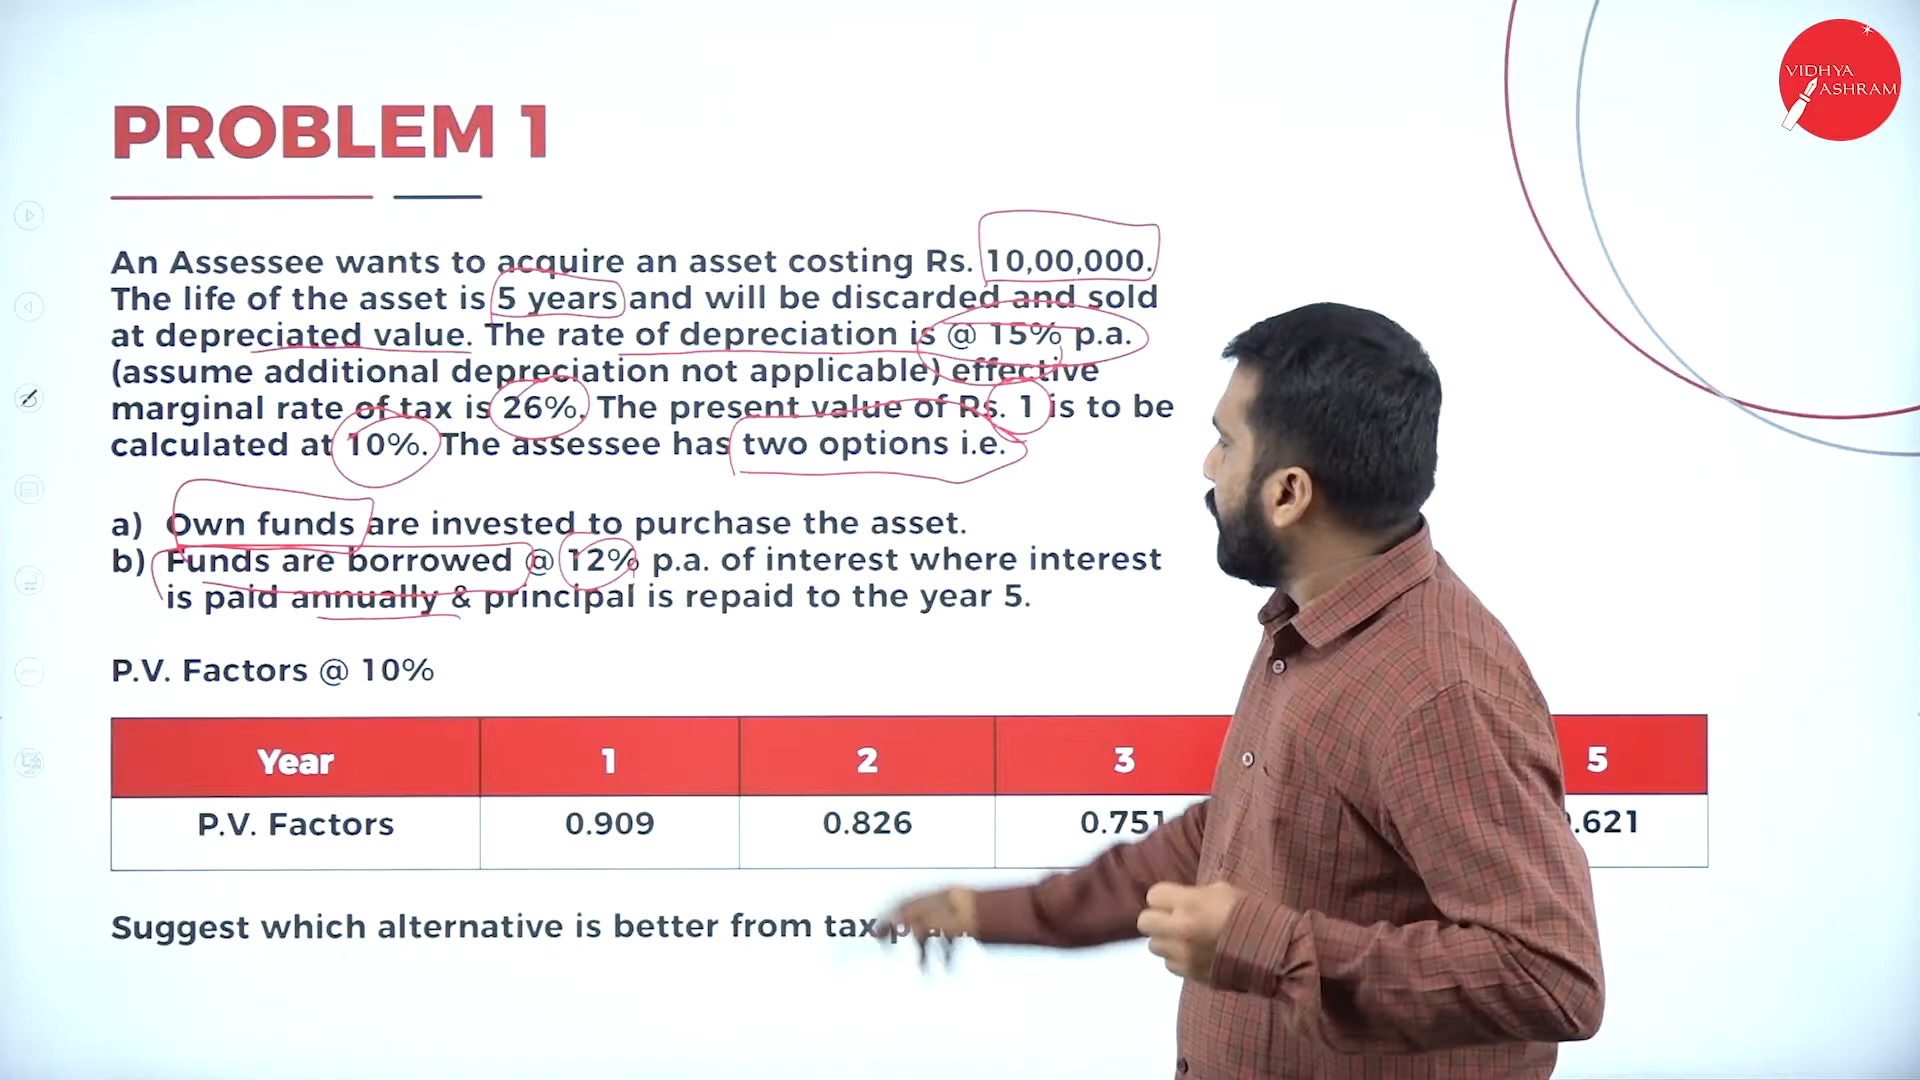 VIDHYA
ASHRAM
PROBLEM 1
An Assessee wants to acquire an asset costing Rs. 10,00,000.
The life of the asset is 5 years and will be discarded and sold
at depreciated value. The rate of depreciation is @ 15% p.a.
(assume additional depreciation not applicable) effective
marginal rate of tax is 26%. The present value of Rs. 1 is to be
calculated at 10%. The assessee has two options i.e.
a) Own funds are invested to purchase the asset.
b) Funds are borrowed @ 12% p.a. of interest where interest
is paid annually & principal is repaid to the year 5.
P.V. Factors @ 10%
Year 1 2 3 5
P.V. Factors 0.909 0.826 0.751 .621
Suggest which alternative is better from tax